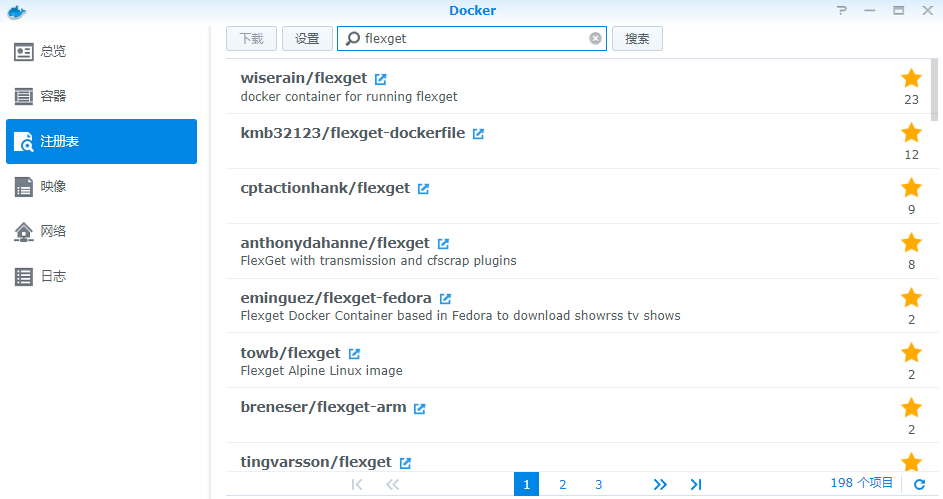 Docker
总览
容器
注册表
映像
网络
日志
下载 设置 flexget 搜索
wiserain/flexget
docker container for running flexget
23
kmb32123/flexget-dockerfile
12
cptactionhank/flexget
9
anthonydahanne/flexget
FlexGet with transmission and cfscrap plugins
8
eminguez/flexget-fedora
Flexget Docker Container based in Fedora to download showrss tv shows
2
towb/flexget
Flexget Alpine Linux image
2
breneser/flexget-arm
2
tingvarsson/flexget
1 2 3 198 个项目